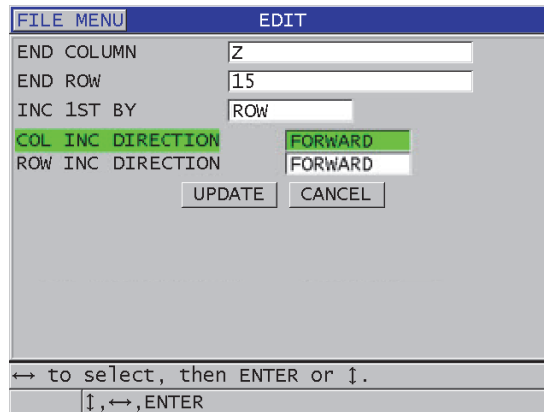 FILE MENU EDIT
END COLUMN Z
END ROW 15
INC 1ST BY ROW
COL INC DIRECTION FORWARD
ROW INC DIRECTION FORWARD
UPDATE CANCEL
↔ to select, then ENTER or ↕.
↕,↔,ENTER